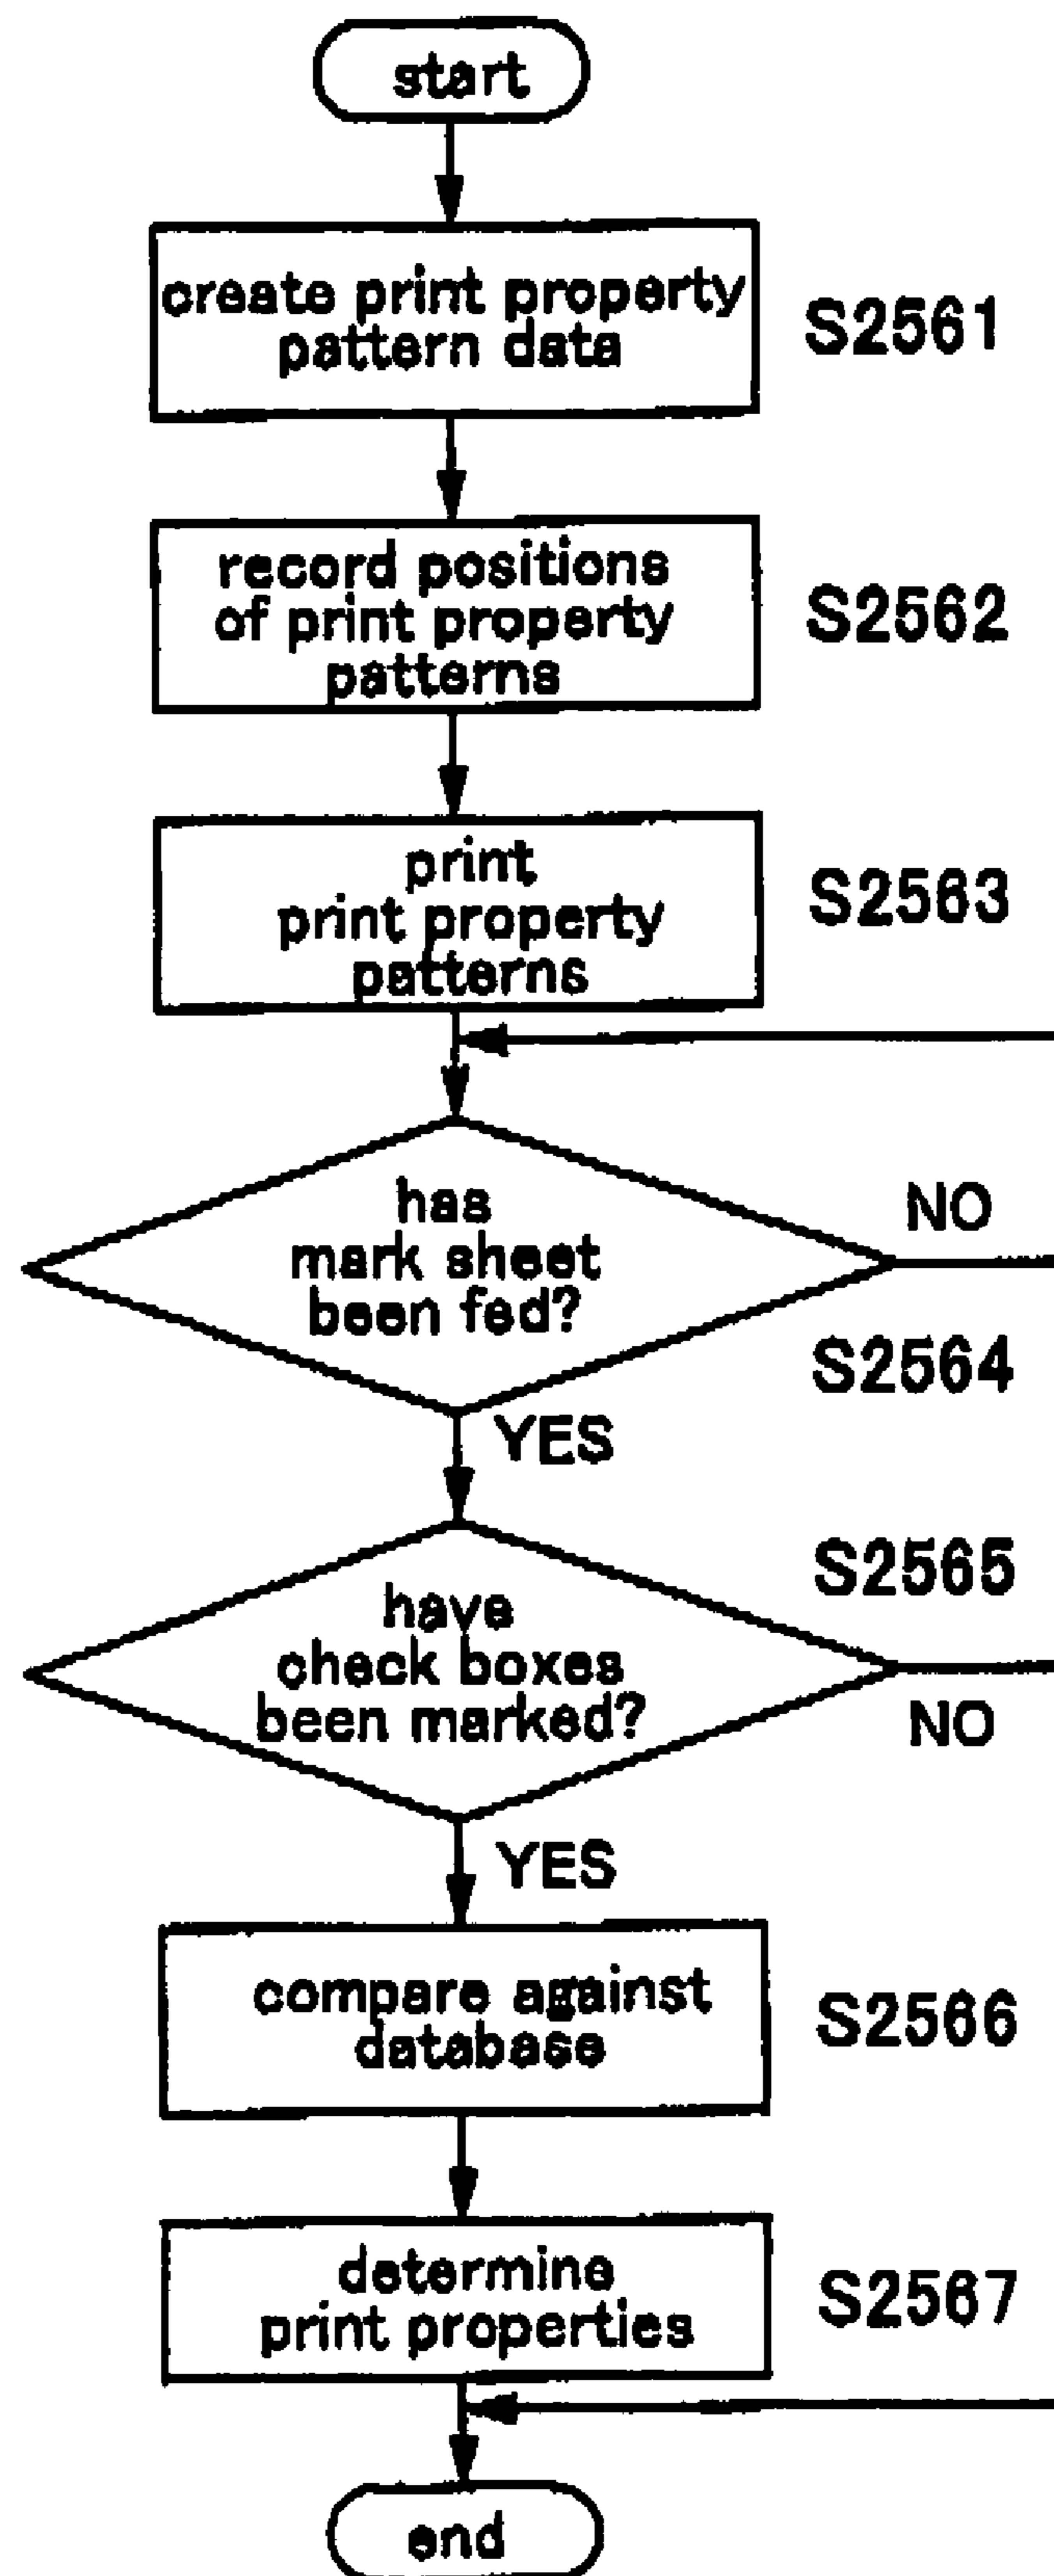 start
create print property
pattern data
S2561
record positions
of print property
patterns
S2562
print
print property
patterns
S2563
has
mark sheet
been fed?
NO
S2564
YES
S2565
have
check boxes
been marked?
NO
YES
compare against
database
S2566
determine
print properties
S2567
end